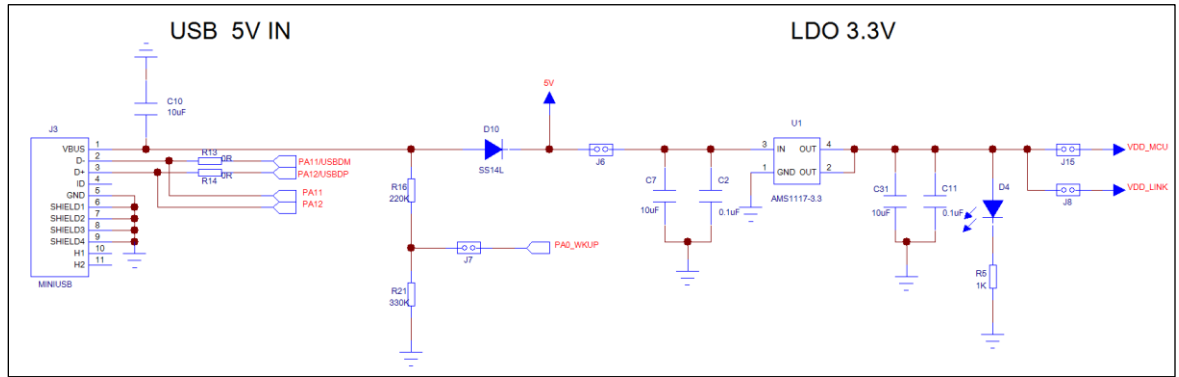 USB 5V IN
LDO 3.3V
C10
10uF
J3
VBUS 1
D- 2
D+ 3
ID 4
GND 5
SHIELD1 6
SHIELD2 7
SHIELD3 8
SHIELD4 9
H1 10
H2 11
MINIUSB
R13 0R
R14 0R
PA11/USBDM
PA12/USBDP
PA11
PA12
R16
220K
R21
330K
J7
PA0_WKUP
D10
SS14L
5V
J6
C7
10uF
C2
0.1uF
U1
3 IN OUT 4
1 GND OUT 2
AMS1117-3.3
C31
10uF
C11
0.1uF
D4
R5
1K
J15
VDD_MCU
J8
VDD_LINK